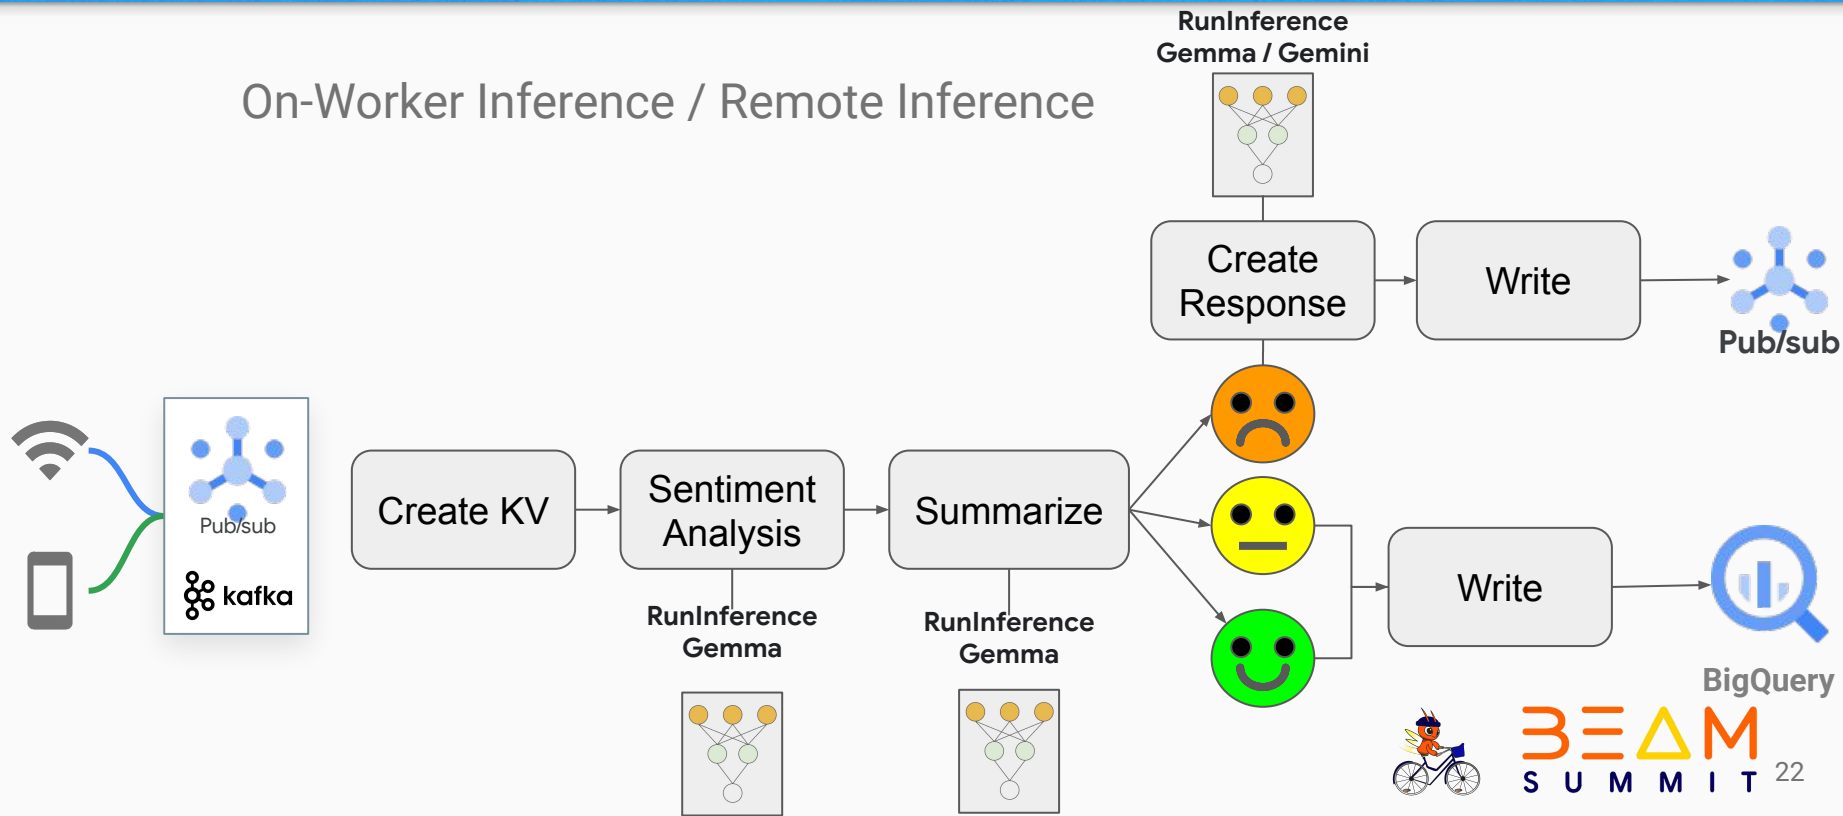 RunInference
Gemma / Gemini
On-Worker Inference / Remote Inference
Create
Response
Write
Pub/sub
Pub/sub
kafka
Create KV
Sentiment
Analysis
Summarize
RunInference
Gemma
RunInference
Gemma
Write
BigQuery
BEAM
SUMMIT
22